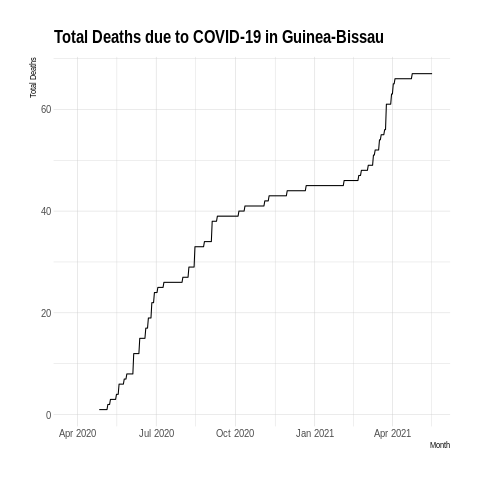 Total Deaths due to COVID-19 in Guinea-Bissau
Total Deaths
60
40
20
0
Apr 2020 Jul 2020 Oct 2020 Jan 2021 Apr 2021
Month